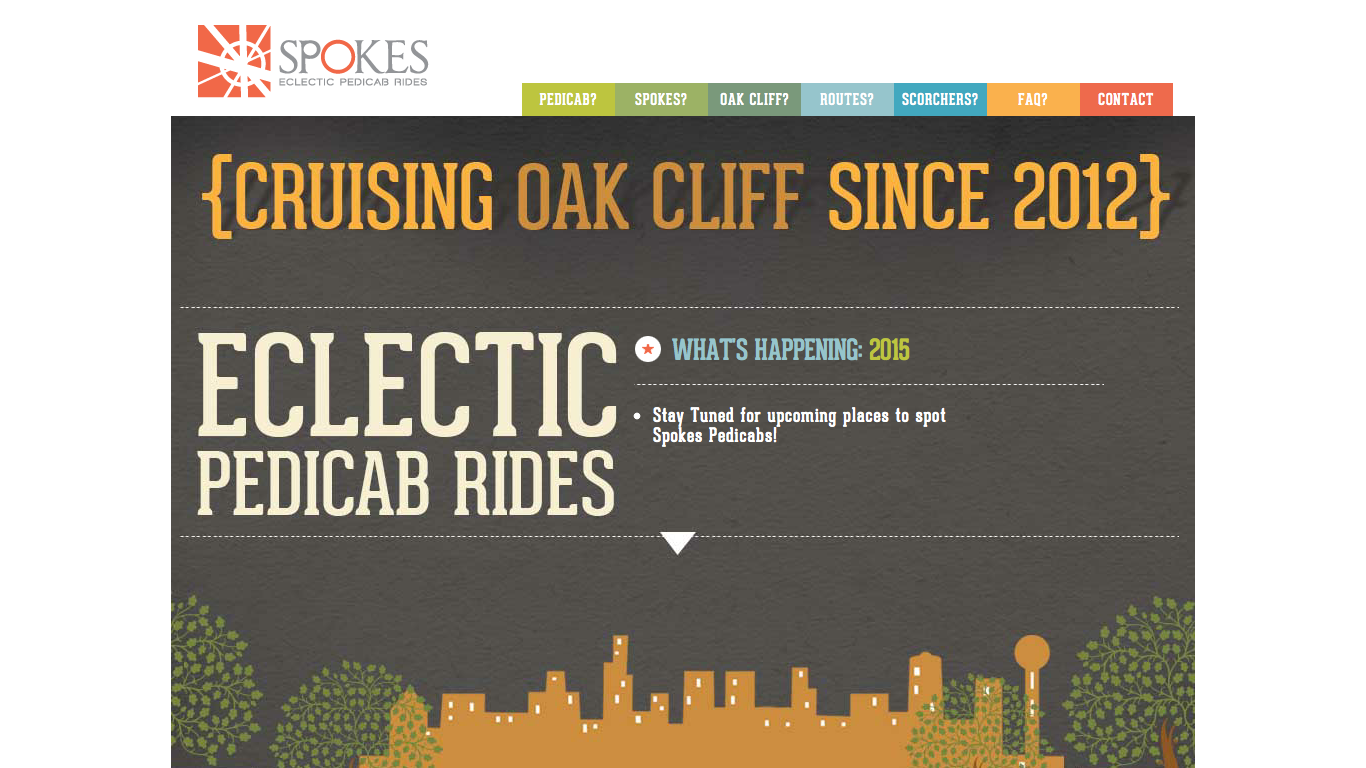 SPOKES
ECLECTIC PEDICAB RIDES
PEDICAB? SPOKES? OAK CLIFF? ROUTES? SCORCHERS? FAQ? CONTACT
{CRUISING OAK CLIFF SINCE 2012}
ECLECTIC
PEDICAB RIDES
WHAT'S HAPPENING: 2015
• Stay Tuned for upcoming places to spot
Spokes Pedicabs!